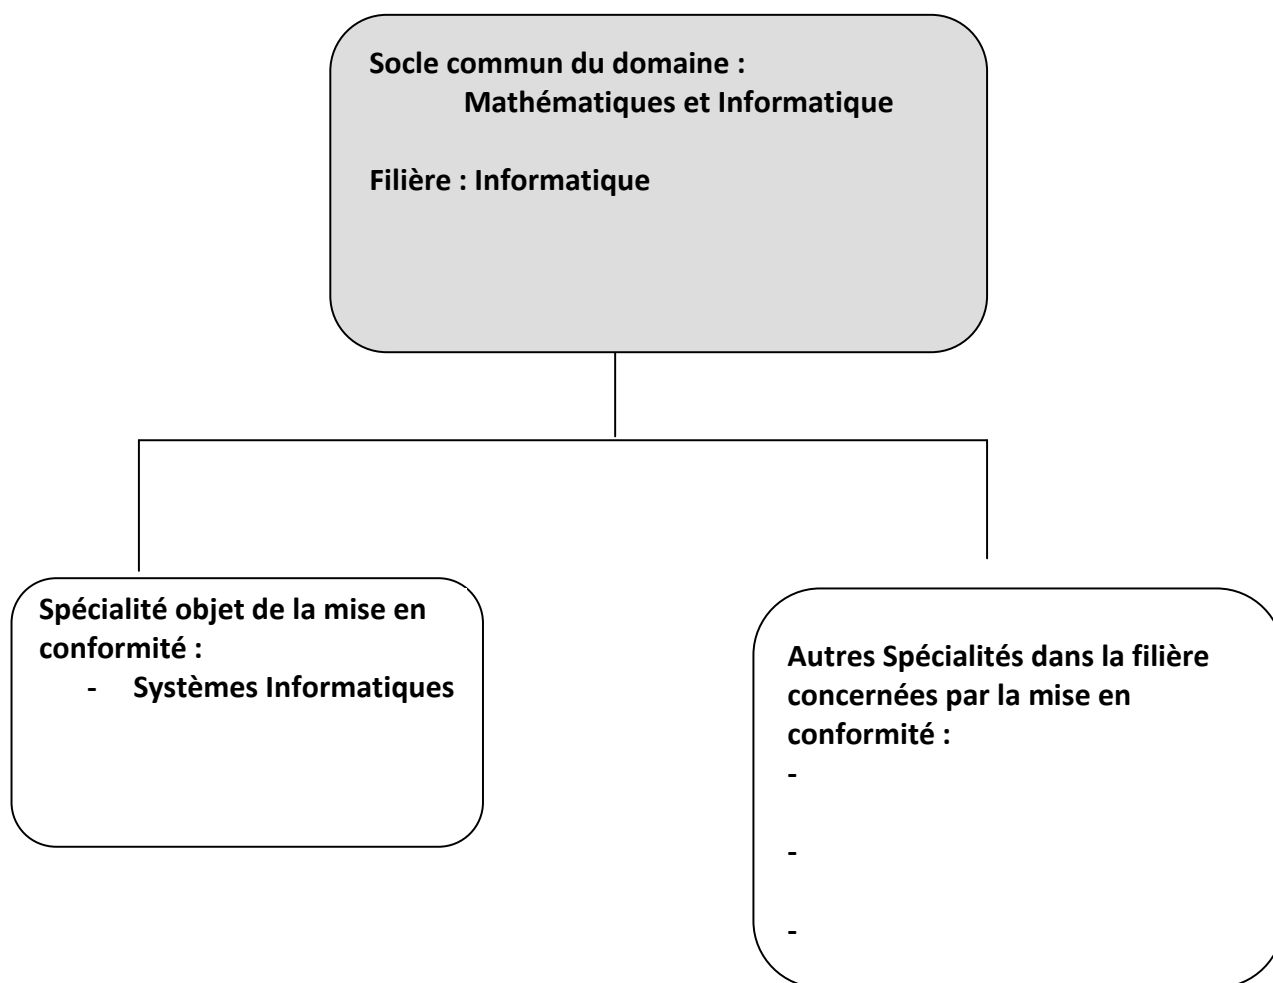 Socle commun du domaine :
Mathématiques et Informatique
Filière : Informatique
Spécialité objet de la mise en
conformité :
- Systèmes Informatiques
Autres Spécialités dans la filière
concernées par la mise en
conformité :
-
-
-